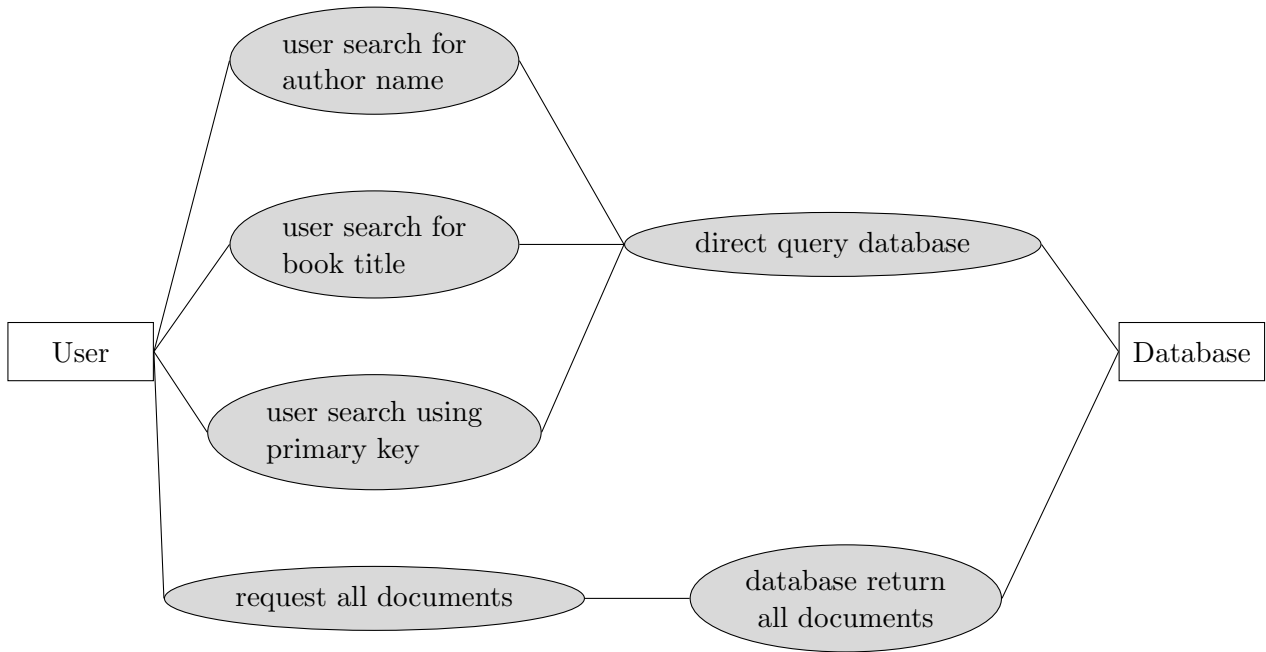 user search for
author name
user search for
book title
direct query database
User
Database
user search using
primary key
request all documents
database return
all documents